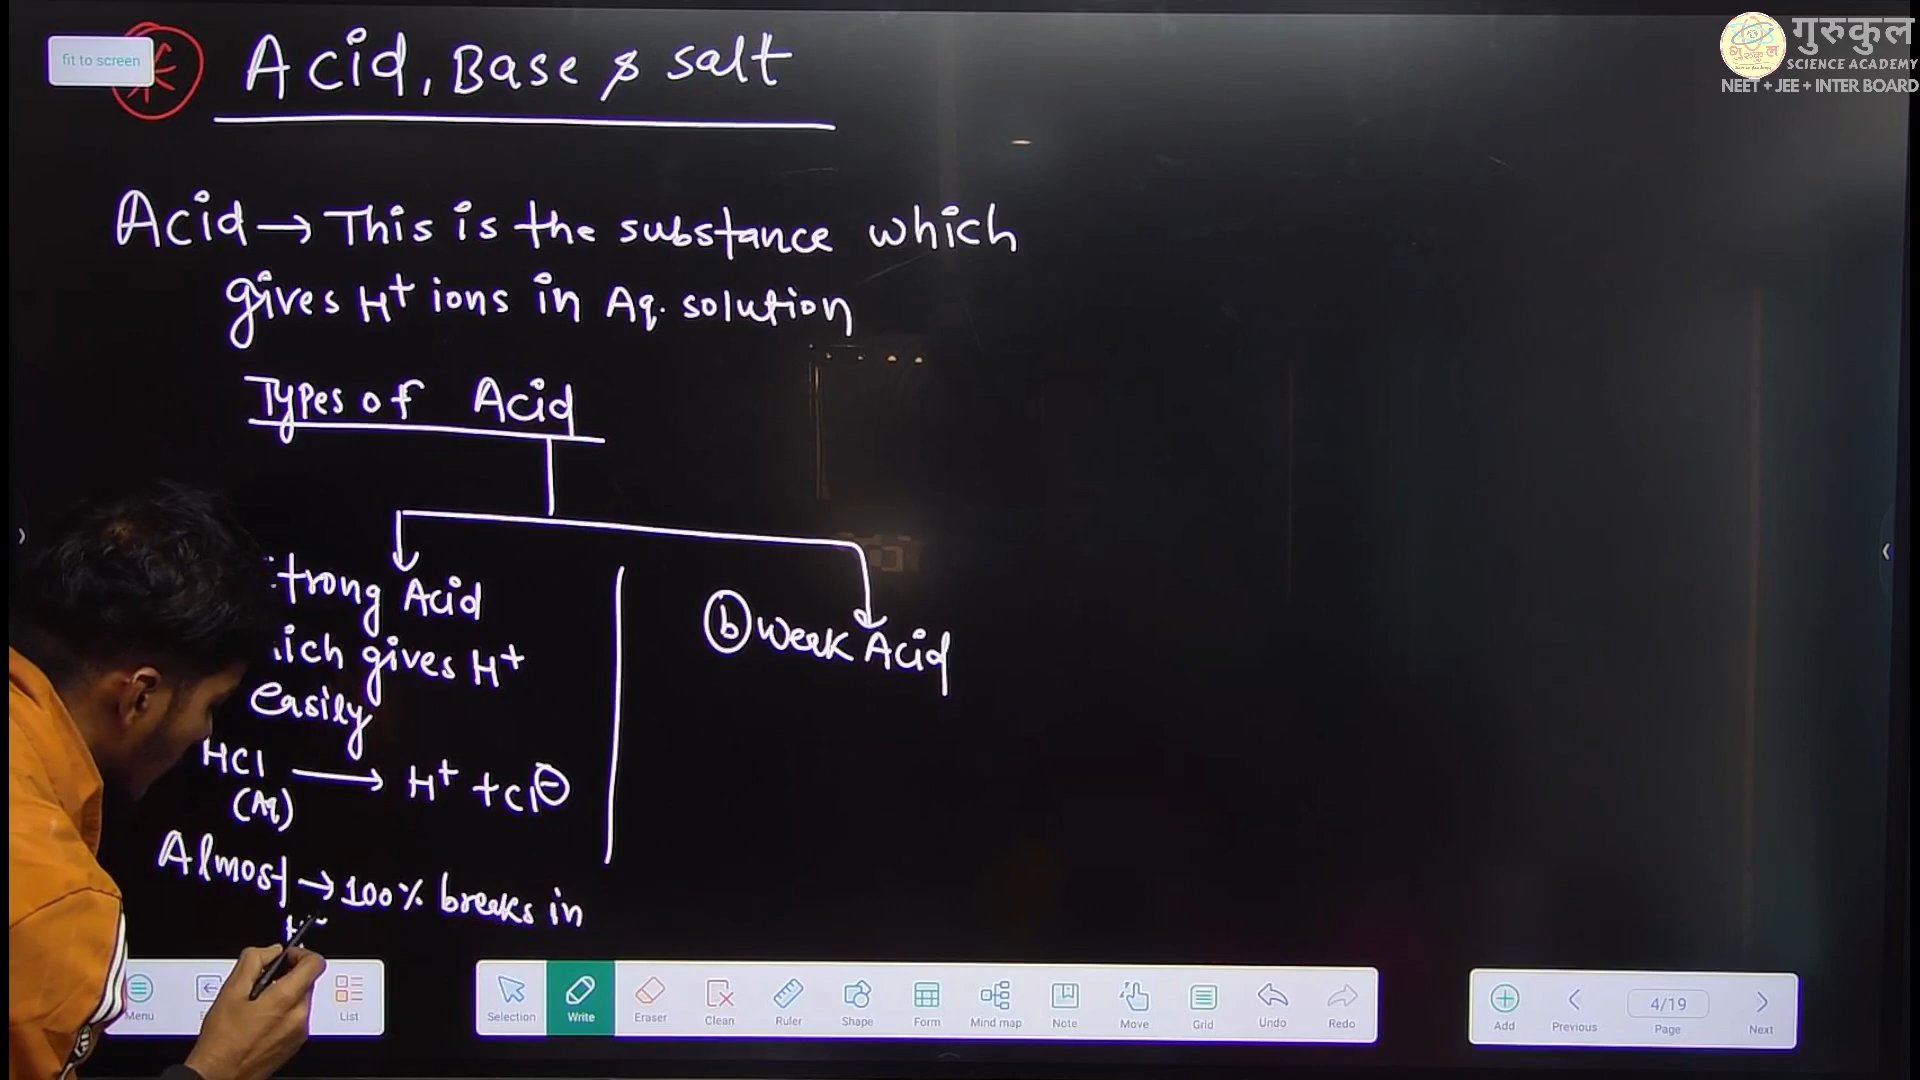 fit to screen
Acid, Base & salt
गुरुकुल
SCIENCE ACADEMY
NEET + JEE + INTER BOARD
Acid → This is the substance which
gives H+ ions in Aq. solution
Types of Acid
trong Acid
ich gives H+
easily
HCl → H+ + Cl⊖
(Aq)
Almost → 100% breaks in
ⓑ Weak Acid
Menu
List
Selection
Write
Eraser
Clean
Ruler
Shape
Form
Mind map
Note
Move
Grid
Undo
Redo
Add
Previous
4/19
Page
Next